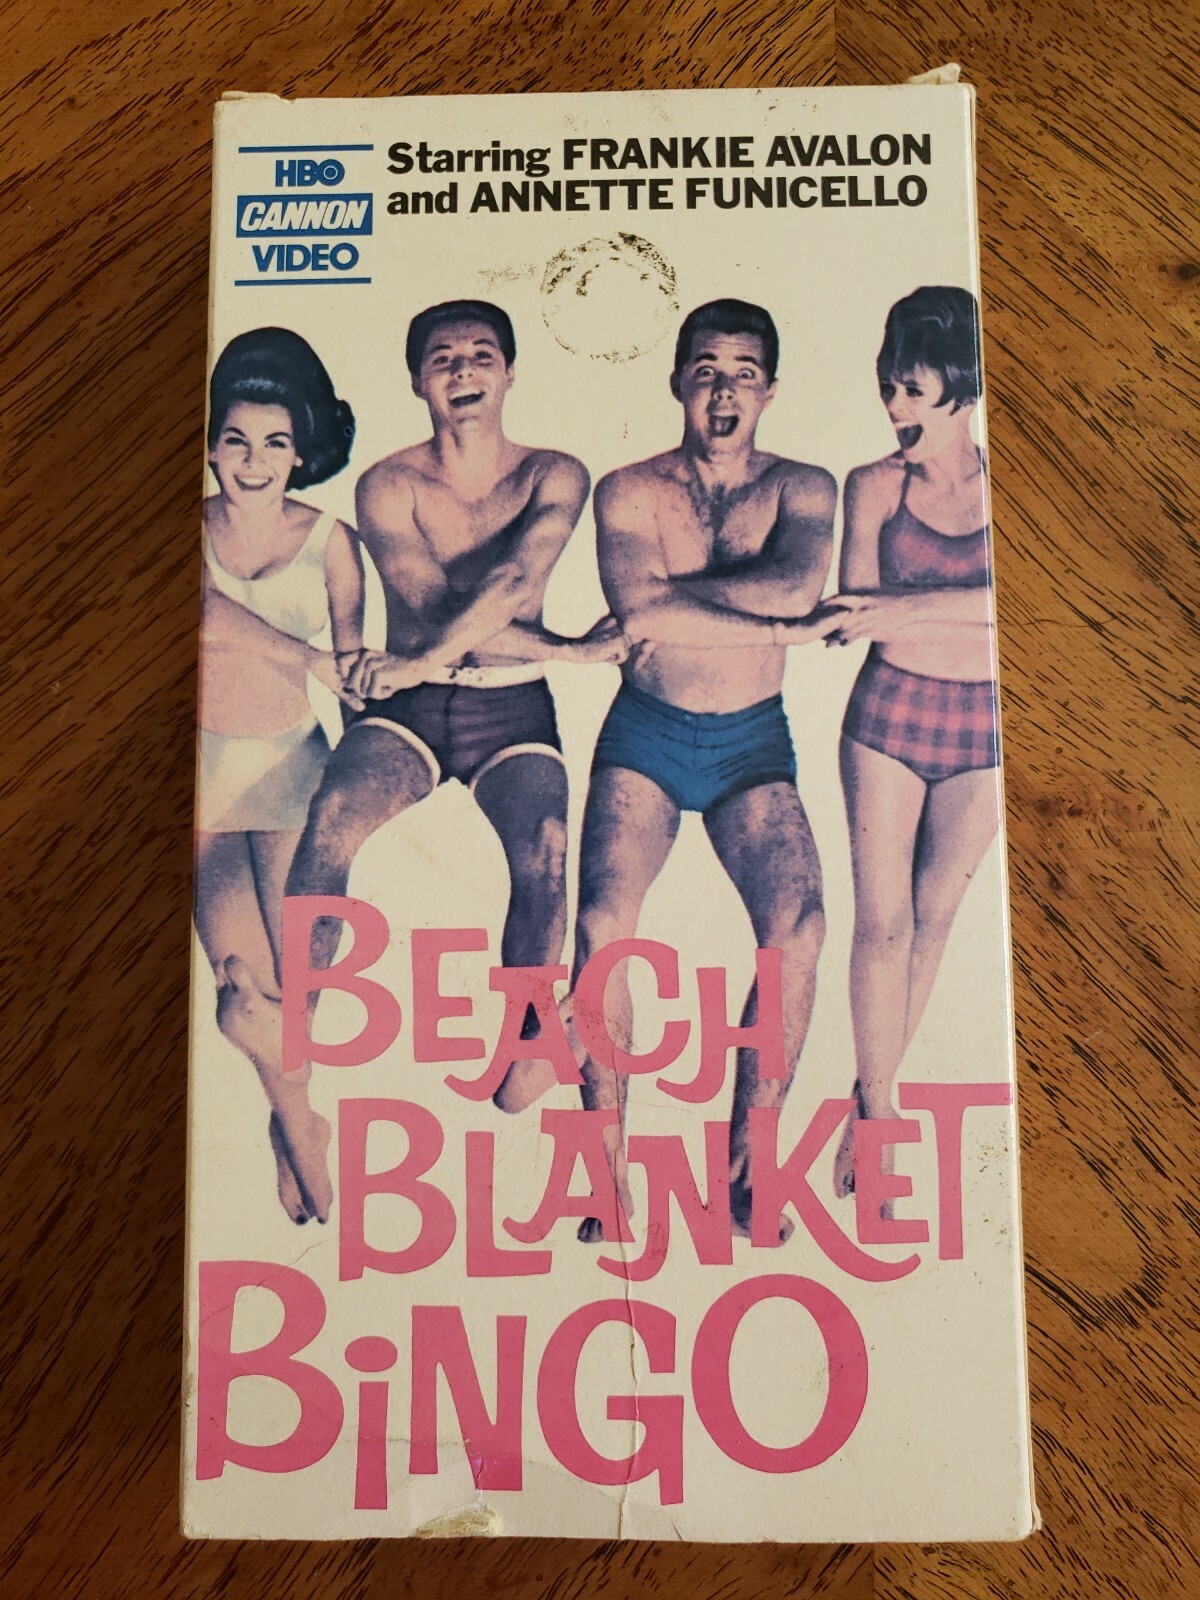 HBO
CANNON
VIDEO
Starring FRANKIE AVALON
and ANNETTE FUNICELLO
BEACH
BLANKET
BiNGO